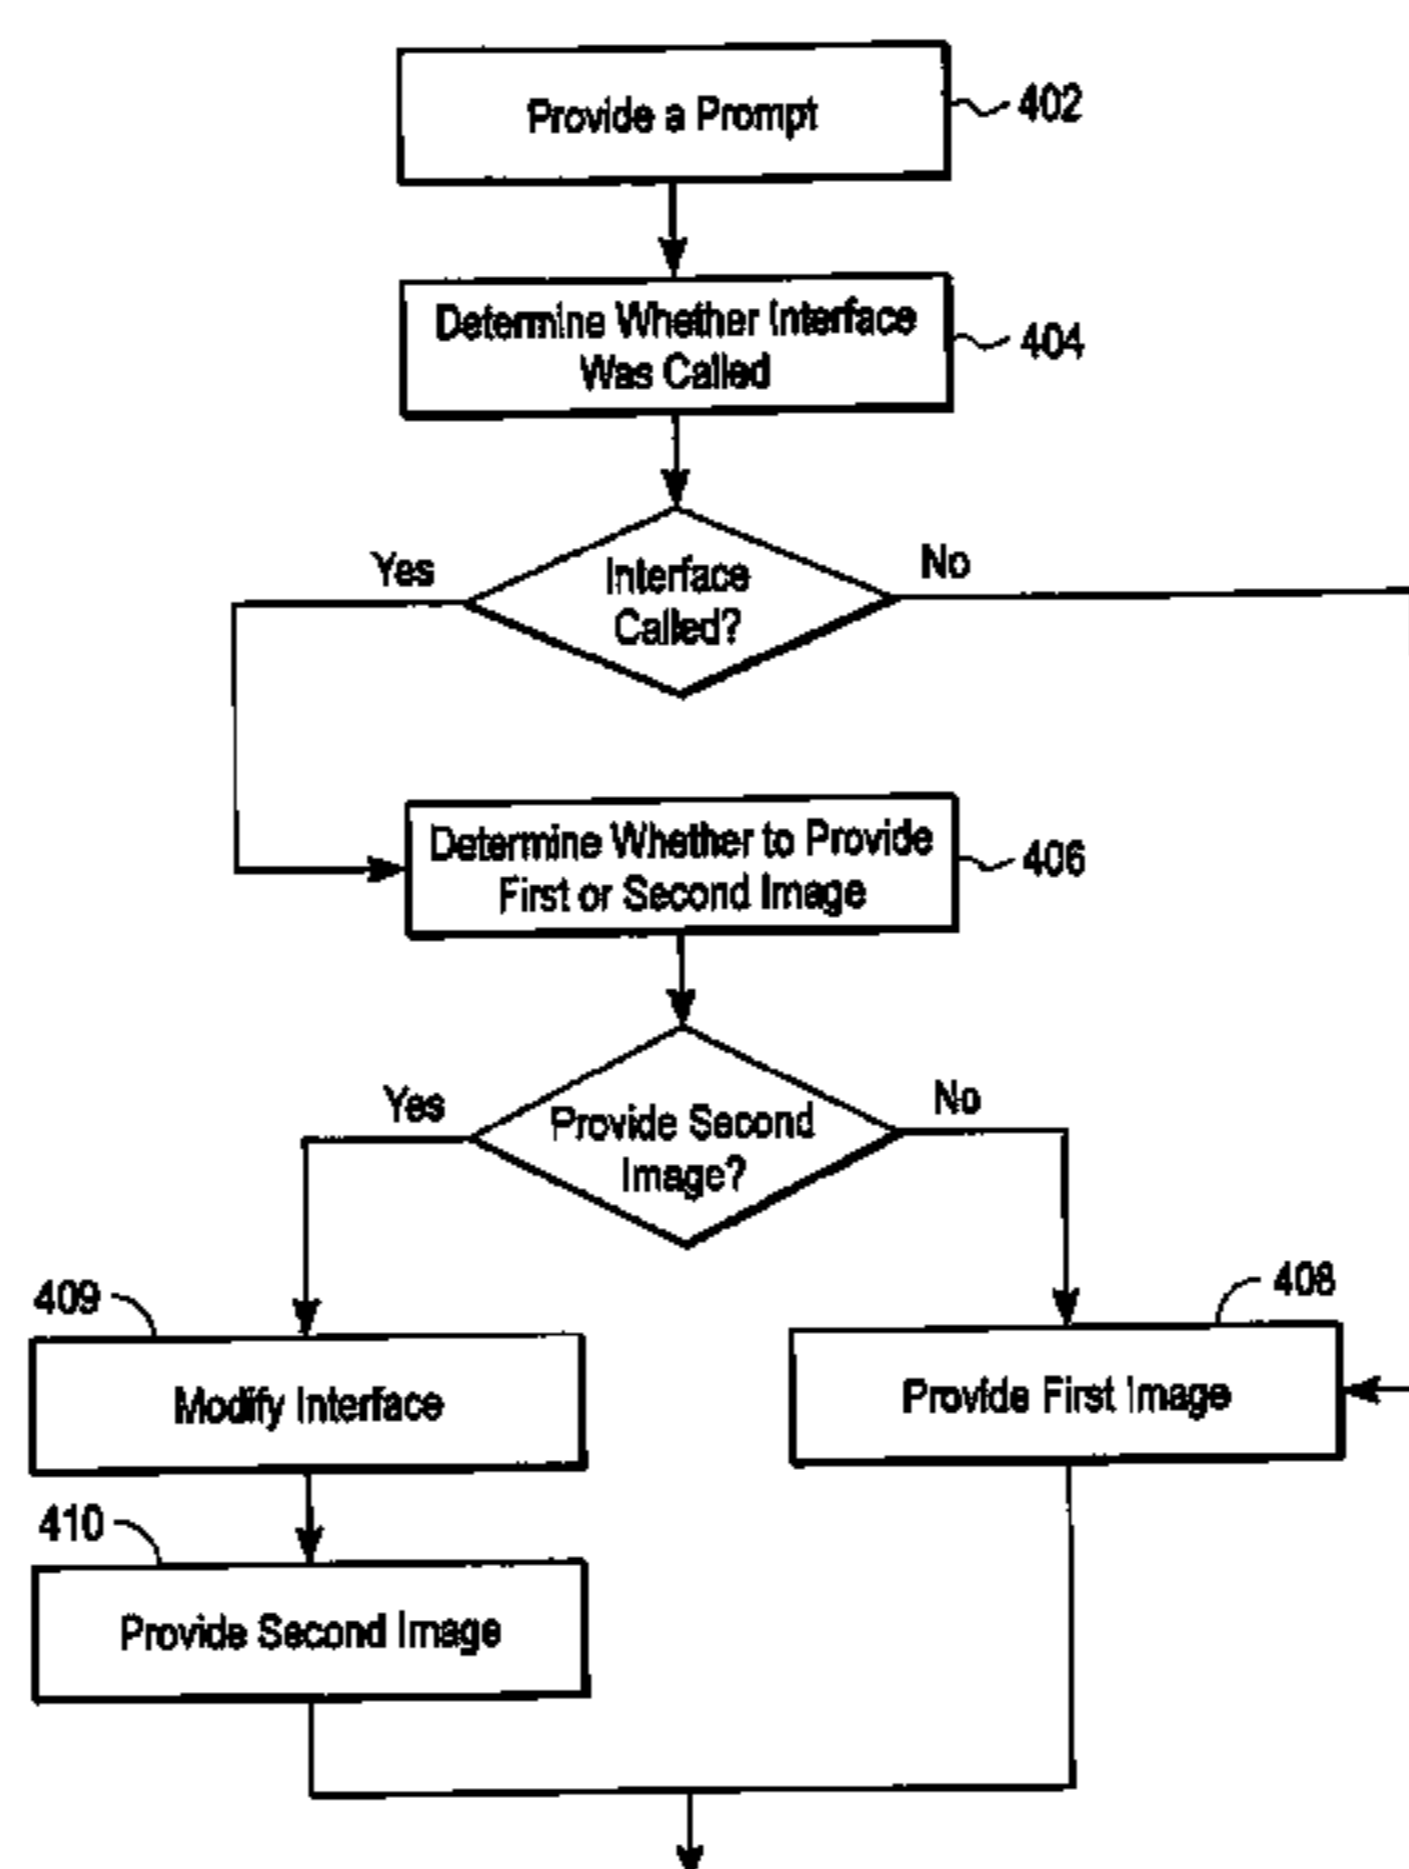 Provide a Prompt
402
Determine Whether Interface
Was Called
404
Yes
Interface
Called?
No
Determine Whether to Provide
First or Second Image
406
Yes
Provide Second
Image?
No
409
Modify Interface
408
Provide First Image
410
Provide Second Image